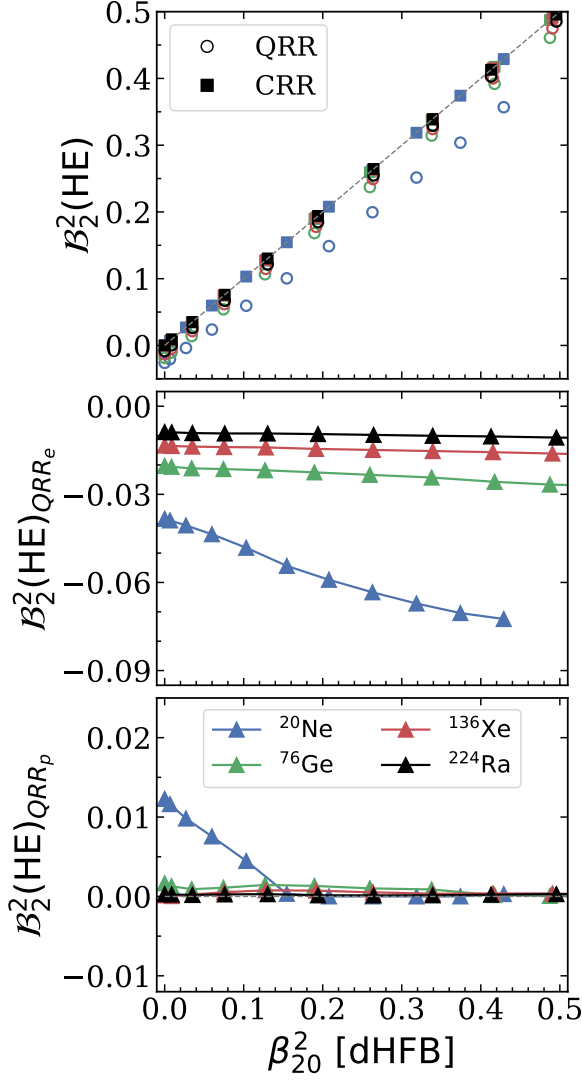 0.5
0.4
0.3
0.2
0.1
0.0
ℬ₂²(HE)
QRR
CRR
0.00
−0.03
−0.06
−0.09
ℬ₂²(HE)_{QRR_e}
0.02
0.01
0.00
−0.01
ℬ₂²(HE)_{QRR_p}
²⁰Ne ¹³⁶Xe
⁷⁶Ge ²²⁴Ra
0.0 0.1 0.2 0.3 0.4 0.5
β₂₀² [dHFB]